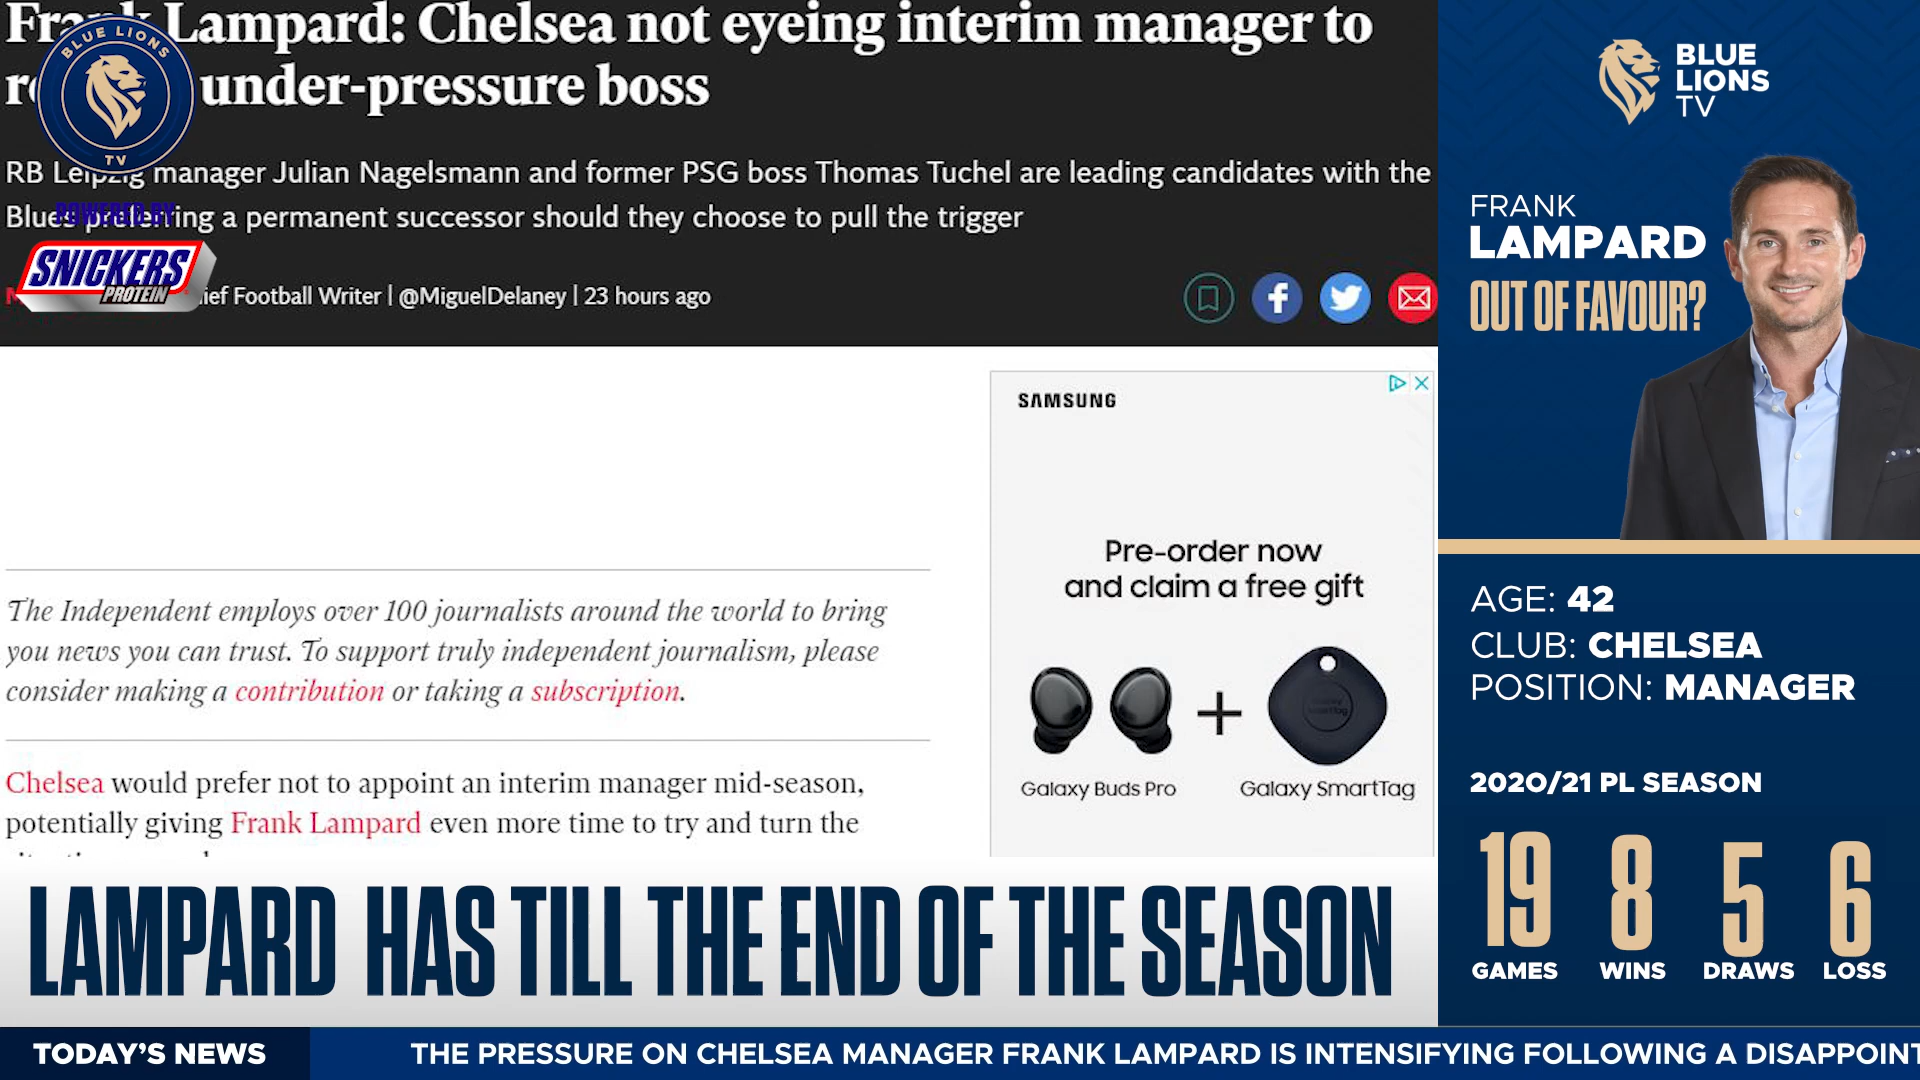 Frank Lampard: Chelsea not eyeing interim manager to
under-pressure boss
BLUE LIONS
TV
RB Leipzig manager Julian Nagelsmann and former PSG boss Thomas Tuchel are leading candidates with the
Blues preferring a permanent successor should they choose to pull the trigger
POWERED BY
SNICKERS
PROTEIN
Football Writer | @MiguelDelaney | 23 hours ago
SAMSUNG
Pre-order now
and claim a free gift
Galaxy Buds Pro
Galaxy SmartTag
The Independent employs over 100 journalists around the world to bring
you news you can trust. To support truly independent journalism, please
consider making a contribution or taking a subscription.
Chelsea would prefer not to appoint an interim manager mid-season,
potentially giving Frank Lampard even more time to try and turn the
LAMPARD HAS TILL THE END OF THE SEASON
BLUE
LIONS
TV
FRANK
LAMPARD
OUT OF FAVOUR?
AGE: 42
CLUB: CHELSEA
POSITION: MANAGER
2020/21 PL SEASON
19 8 5 6
GAMES WINS DRAWS LOSS
TODAY'S NEWS
THE PRESSURE ON CHELSEA MANAGER FRANK LAMPARD IS INTENSIFYING FOLLOWING A DISAPPOINT